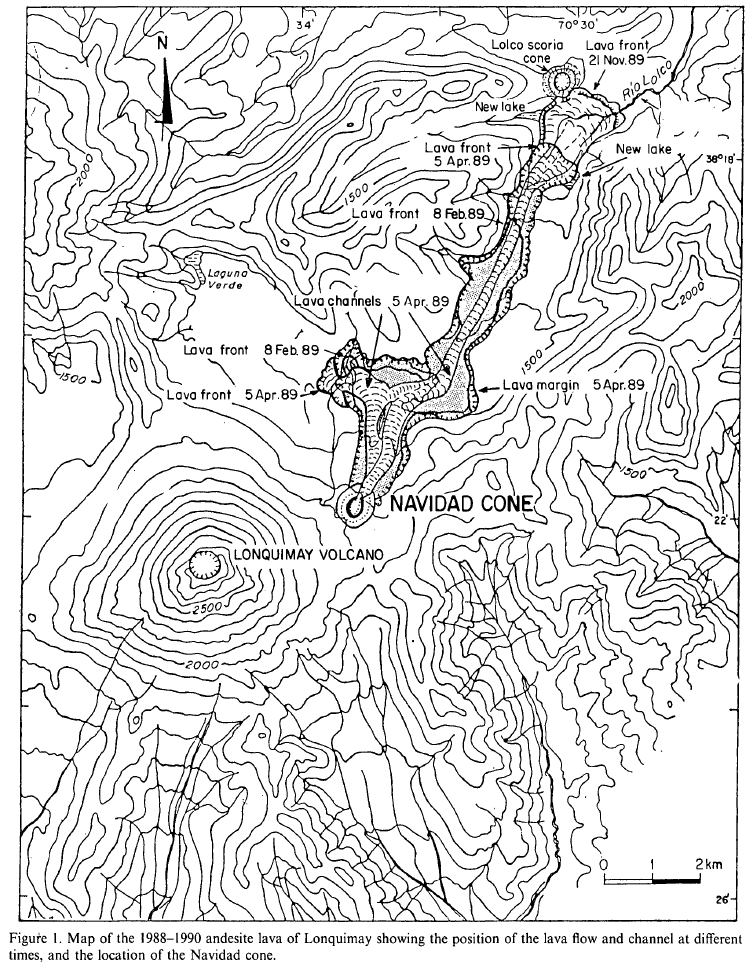 34'
70°30'
N
Lolco scoria
cone
Lava front
21 Nov. 89
Rio Lolco
New lake
Lava front
5 Apr. 89
New lake
38°18'
2000
1500
Lava front 8 Feb. 89
Laguna
Verde
Lava channels 5 Apr. 89
2000
Lava front 8 Feb. 89
1500
1500
Lava front 5 Apr. 89
Lava margin 5 Apr. 89
1500
NAVIDAD CONE
22'
LONQUIMAY VOLCANO
2500
2000
0 1 2 km
26'
Figure 1. Map of the 1988–1990 andesite lava of Lonquimay showing the position of the lava flow and channel at different
times, and the location of the Navidad cone.